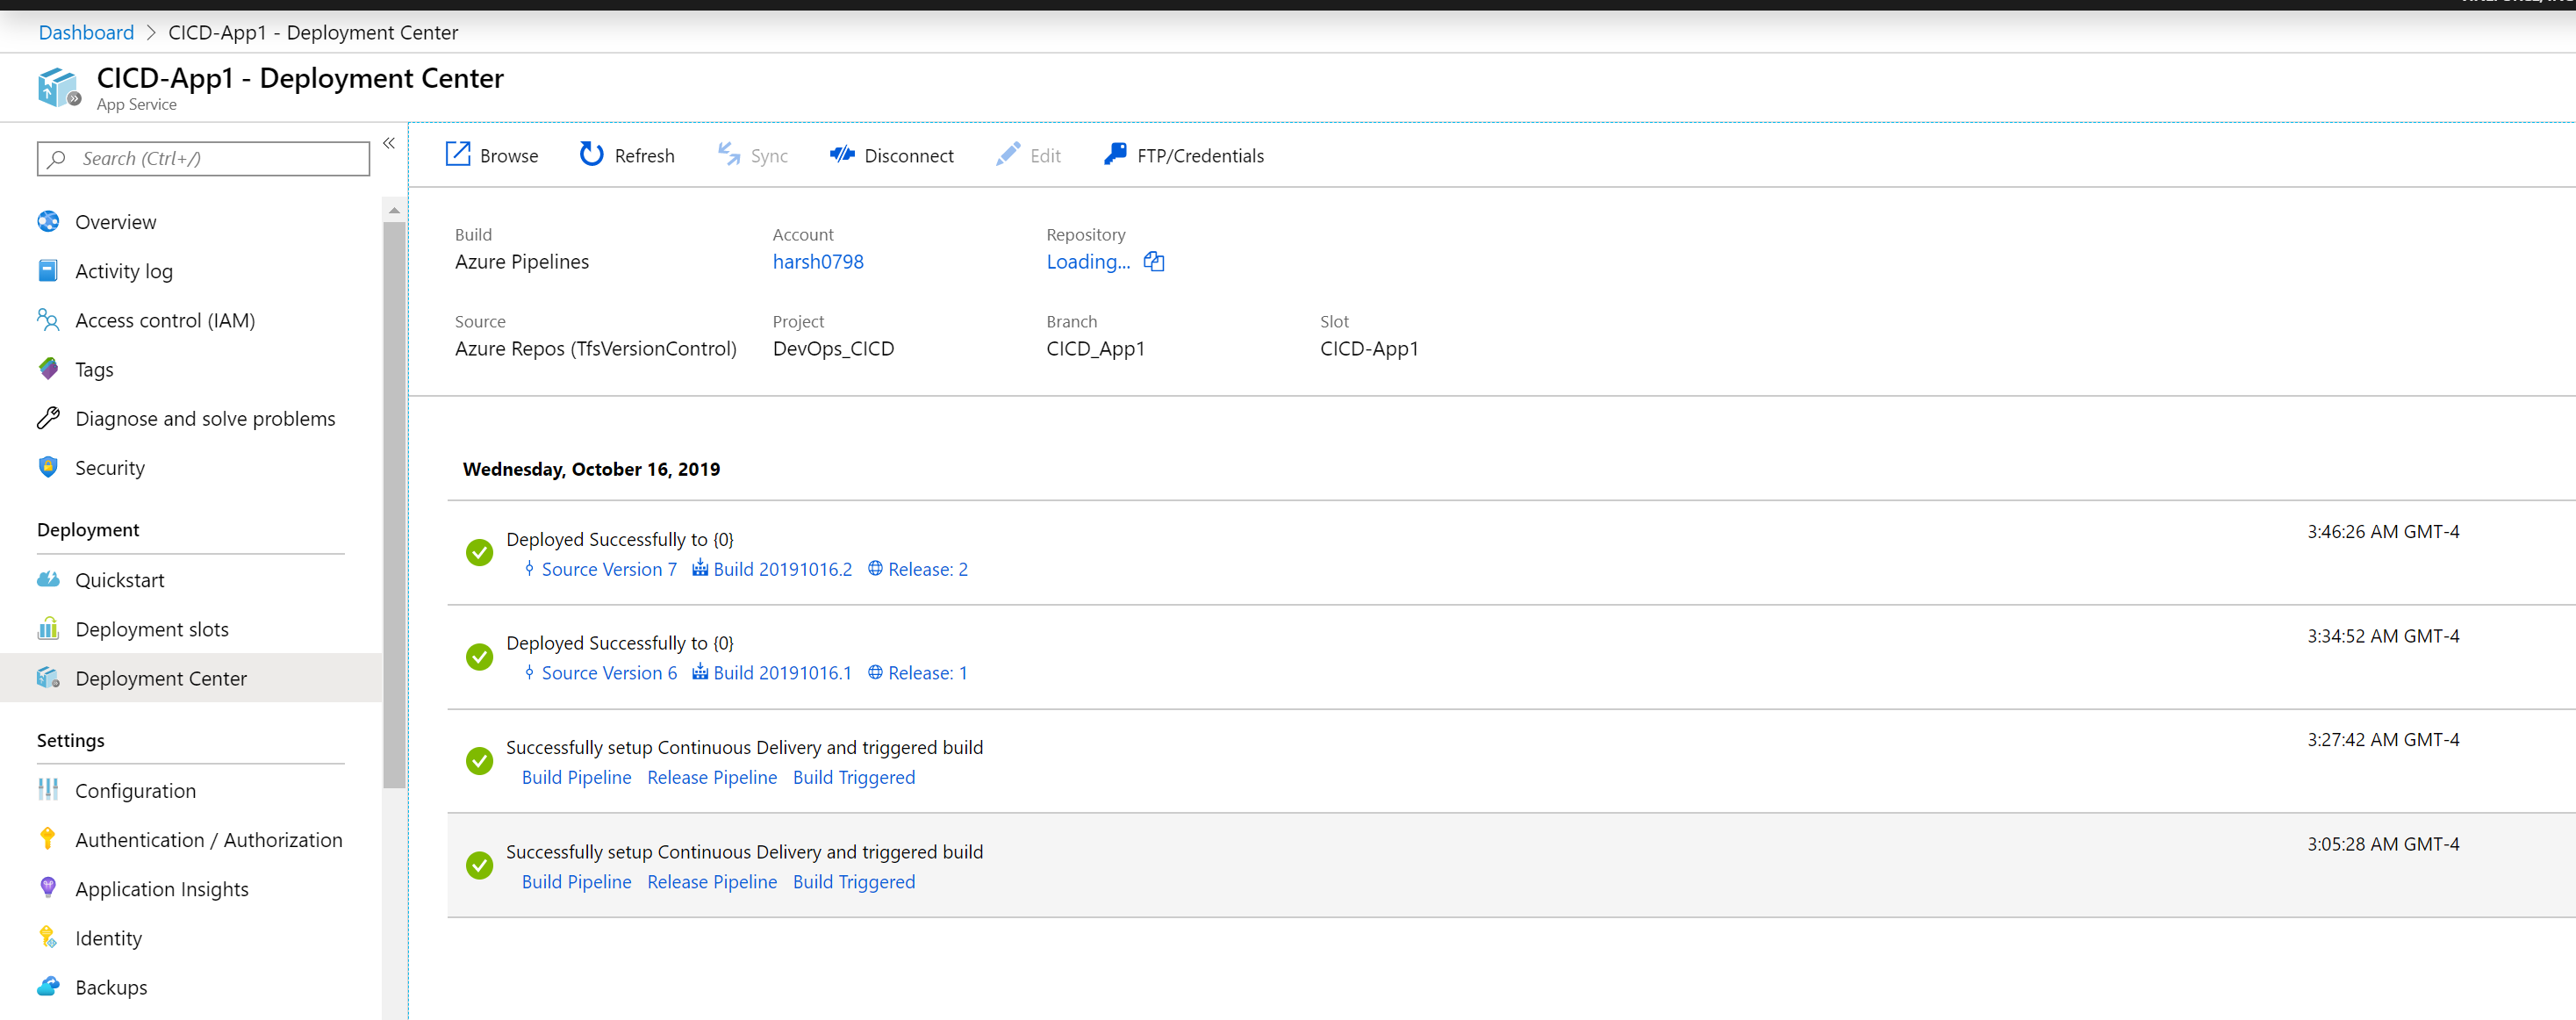 Dashboard > CICD-App1 - Deployment Center
CICD-App1 - Deployment Center
App Service
Search (Ctrl+/)
Overview
Activity log
Access control (IAM)
Tags
Diagnose and solve problems
Security
Deployment
Quickstart
Deployment slots
Deployment Center
Settings
Configuration
Authentication / Authorization
Application Insights
Identity
Backups
Browse Refresh Sync Disconnect Edit FTP/Credentials
Build Account Repository
Azure Pipelines harsh0798 Loading...
Source Project Branch Slot
Azure Repos (TfsVersionControl) DevOps_CICD CICD_App1 CICD-App1
Wednesday, October 16, 2019
Deployed Successfully to {0} 3:46:26 AM GMT-4
Source Version 7 Build 20191016.2 Release: 2
Deployed Successfully to {0} 3:34:52 AM GMT-4
Source Version 6 Build 20191016.1 Release: 1
Successfully setup Continuous Delivery and triggered build 3:27:42 AM GMT-4
Build Pipeline Release Pipeline Build Triggered
Successfully setup Continuous Delivery and triggered build 3:05:28 AM GMT-4
Build Pipeline Release Pipeline Build Triggered